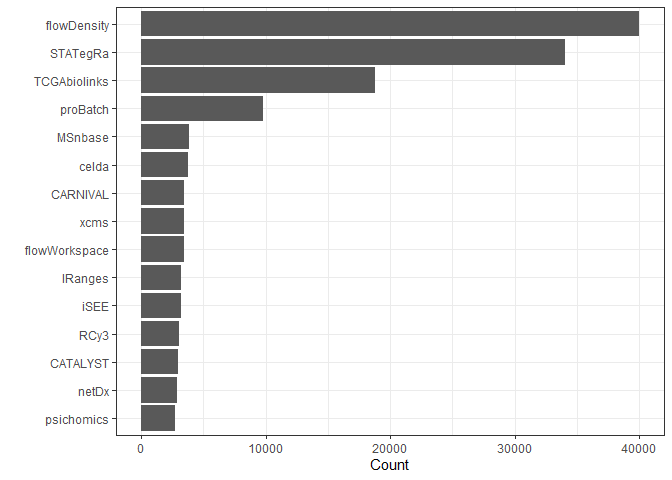 flowDensity
STATegRa
TCGAbiolinks
proBatch
MSnbase
celda
CARNIVAL
xcms
flowWorkspace
IRanges
iSEE
RCy3
CATALYST
netDx
psichomics
0 10000 20000 30000 40000
Count